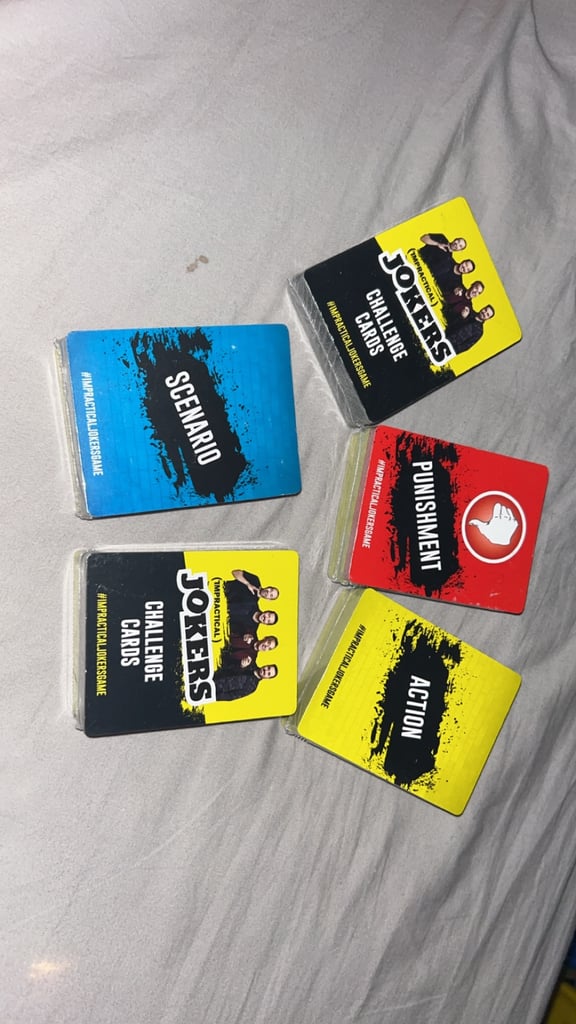 (IMPRACTICAL)
JOKERS
CHALLENGE
CARDS
#IMPRACTICALJOKERSGAME
SCENARIO
#IMPRACTICALJOKERSGAME
PUNISHMENT
#IMPRACTICALJOKERSGAME
(IMPRACTICAL)
JOKERS
CHALLENGE
CARDS
#IMPRACTICALJOKERSGAME
ACTION
#IMPRACTICALJOKERSGAME